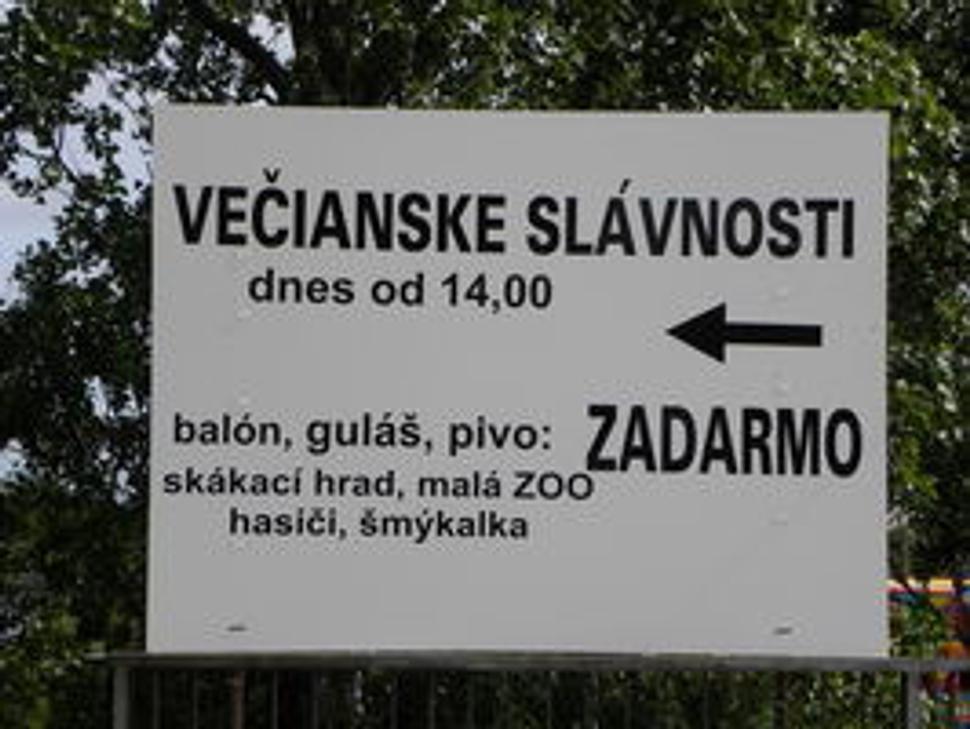 VEČIANSKE SLÁVNOSTI
dnes od 14,00
balón, guláš, pivo: ZADARMO
skákací hrad, malá ZOO
hasiči, šmýkalka